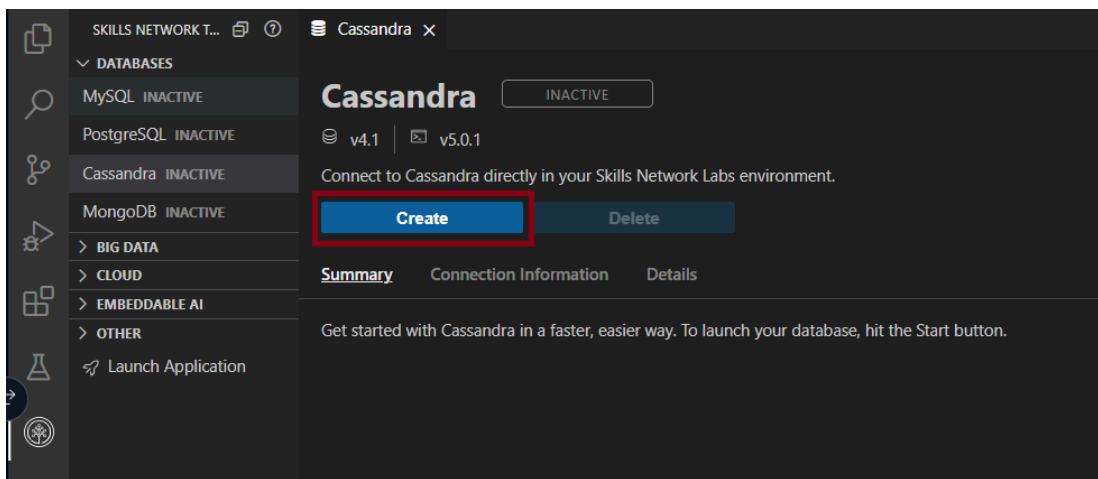 SKILLS NETWORK T...
DATABASES
MySQL INACTIVE
PostgreSQL INACTIVE
Cassandra INACTIVE
MongoDB INACTIVE
BIG DATA
CLOUD
EMBEDDABLE AI
OTHER
Launch Application
Cassandra
Cassandra INACTIVE
v4.1 v5.0.1
Connect to Cassandra directly in your Skills Network Labs environment.
Create Delete
Summary Connection Information Details
Get started with Cassandra in a faster, easier way. To launch your database, hit the Start button.